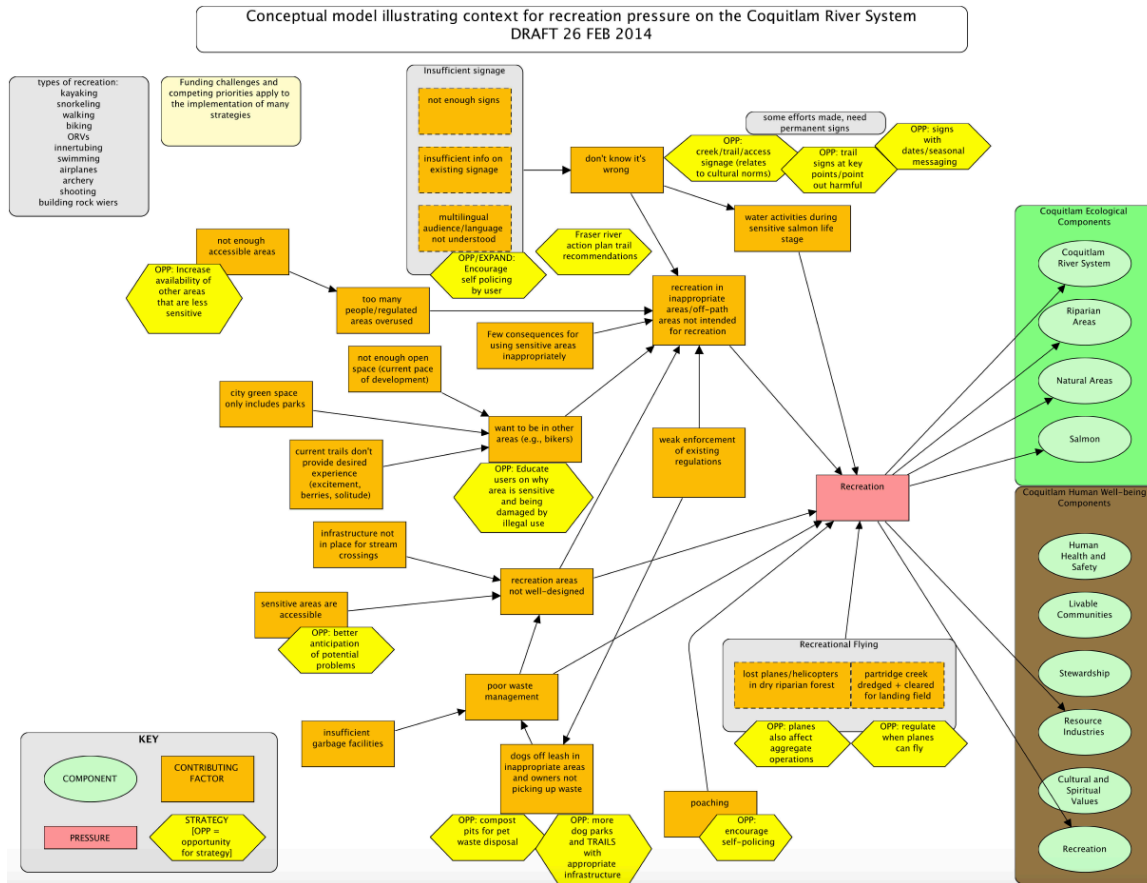 Conceptual model illustrating context for recreation pressure on the Coquitlam River System
DRAFT 26 FEB 2014
types of recreation:
kayaking
snorkeling
walking
biking
ORVs
innertubing
swimming
airplanes
archery
shooting
building rock wiers
Funding challenges and
competing priorities apply to
the implementation of many
strategies
Insufficient signage
not enough signs
insufficient info on
existing signage
multilingual
audience/language
not understood
OPP/EXPAND:
Encourage
self policing
by user
don't know it's
wrong
some efforts made, need
permanent signs
OPP:
creek/trail/access
signage (relates
to cultural norms)
OPP: trail
signs at key
points/point
out harmful
OPP: signs
with
dates/seasonal
messaging
Fraser river
action plan trail
recommendations
water activities during
sensitive salmon life
stage
not enough
accessible areas
OPP: Increase
availability of
other areas
that are less
sensitive
too many
people/regulated
areas overused
recreation in
inappropriate
areas/off-path
areas not intended
for recreation
Few consequences for
using sensitive areas
inappropriately
not enough open
space (current pace
of development)
city green space
only includes parks
want to be in other
areas (e.g., bikers)
current trails don't
provide desired
experience
(excitement,
berries, solitude)
OPP: Educate
users on why
area is sensitive
and being
damaged by
illegal use
weak enforcement
of existing
regulations
infrastructure not
in place for stream
crossings
recreation areas
not well-designed
sensitive areas are
accessible
OPP: better
anticipation
of potential
problems
poor waste
management
insufficient
garbage facilities
dogs off leash in
inappropriate areas
and owners not
picking up waste
OPP: compost
pits for pet
waste disposal
OPP: more
dog parks
and TRAILS
with
appropriate
infrastructure
poaching
OPP:
encourage
self-policing
Recreational Flying
lost planes/helicopters
in dry riparian forest
partridge creek
dredged + cleared
for landing field
OPP: planes
also affect
aggregate
operations
OPP: regulate
when planes
can fly
Recreation
Coquitlam Ecological
Components
Coquitlam
River System
Riparian
Areas
Natural Areas
Salmon
Coquitlam Human Well-being
Components
Human
Health and
Safety
Livable
Communities
Stewardship
Resource
Industries
Cultural and
Spiritual
Values
Recreation
KEY
COMPONENT
CONTRIBUTING
FACTOR
PRESSURE
STRATEGY
[OPP =
opportunity
for strategy]